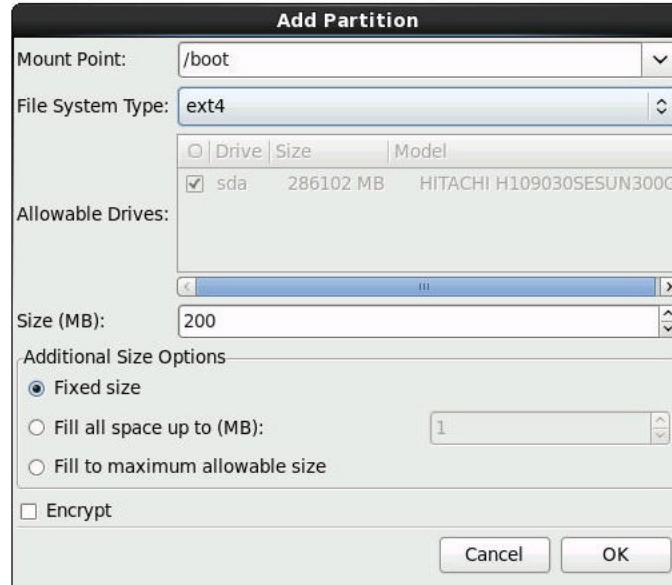 Add Partition
Mount Point: /boot
File System Type: ext4
Drive Size Model
sda 286102 MB HITACHI H109030SESUN300G
Allowable Drives:
Size (MB): 200
Additional Size Options
Fixed size
Fill all space up to (MB): 1
Fill to maximum allowable size
Encrypt
Cancel OK